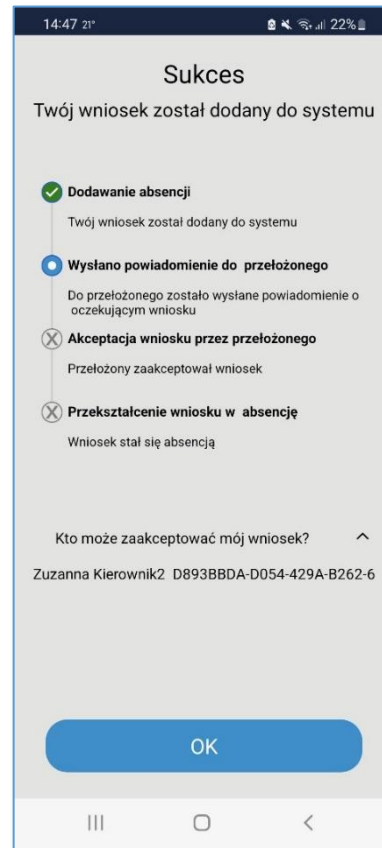 14:47 21° 22%
Sukces
Twój wniosek został dodany do systemu
Dodawanie absencji
Twój wniosek został dodany do systemu
Wysłano powiadomienie do przełożonego
Do przełożonego zostało wysłane powiadomienie o
oczekującym wniosku
Akceptacja wniosku przez przełożonego
Przełożony zaakceptował wniosek
Przekształcenie wniosku w absencję
Wniosek stał się absencją
Kto może zaakceptować mój wniosek?
Zuzanna Kierownik2 D893BBDA-D054-429A-B262-6
OK